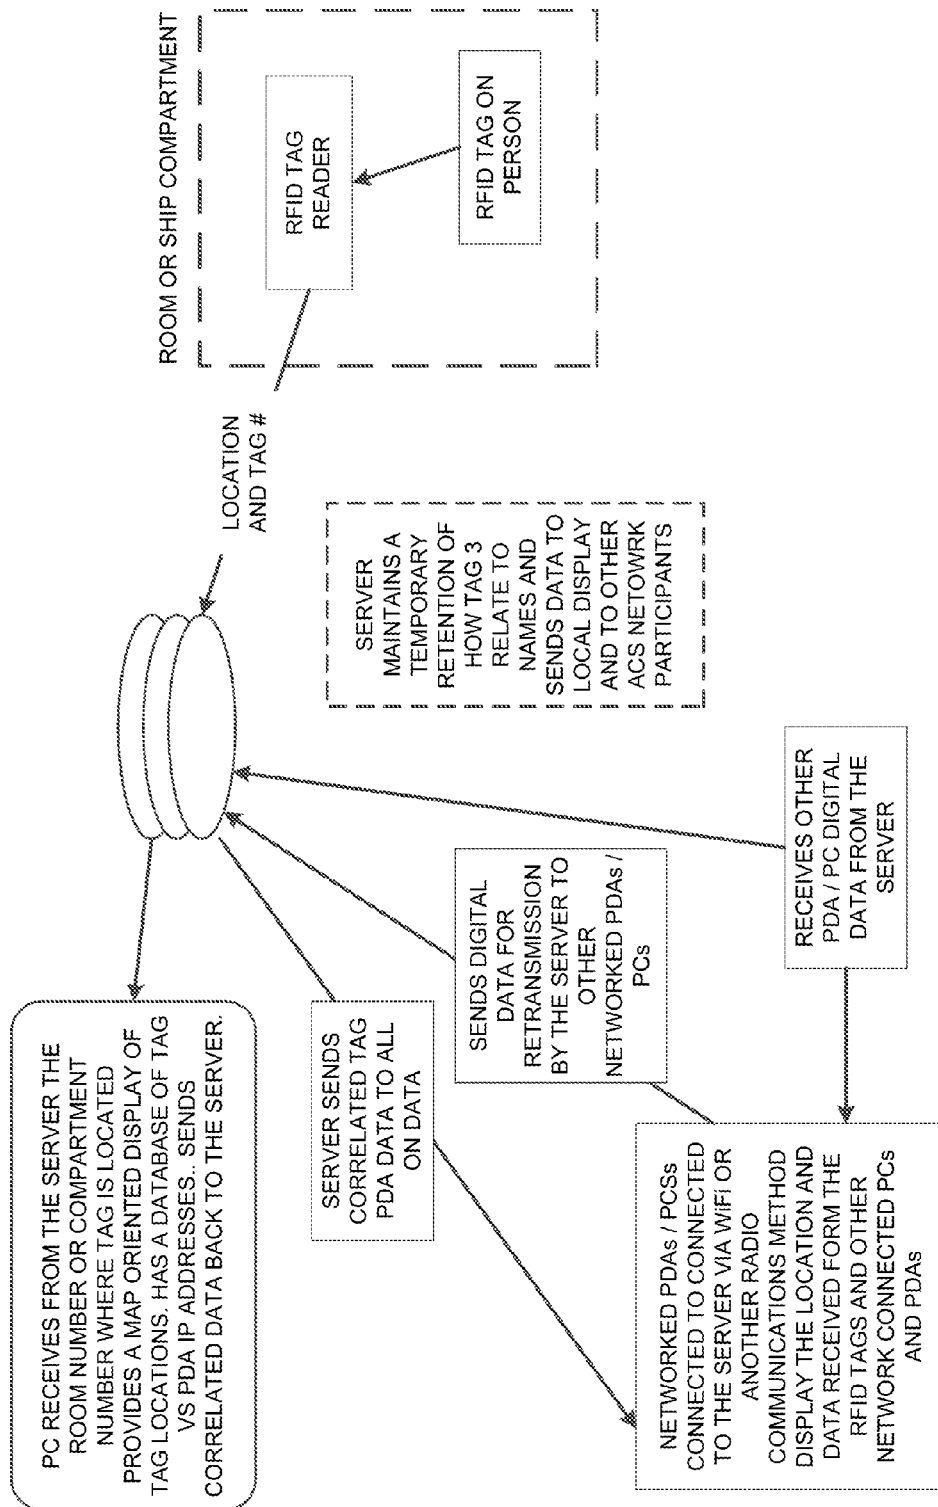 PC RECEIVES FROM THE SERVER THE
ROOM NUMBER OR COMPARTMENT
NUMBER WHERE TAG IS LOCATED
PROVIDES A MAP ORIENTED DISPLAY OF
TAG LOCATIONS. HAS A DATABASE OF TAG
VS PDA IP ADDRESSES.. SENDS
CORRELATED DATA BACK TO THE SERVER.
LOCATION
AND TAG #
ROOM OR SHIP COMPARTMENT
RFID TAG
READER
RFID TAG ON
PERSON
SERVER SENDS
CORRELATED TAG
PDA DATA TO ALL
ON DATA
SERVER
MAINTAINS A
TEMPORARY
RETENTION OF
HOW TAG 3
RELATE TO
NAMES AND
SENDS DATA TO
LOCAL DISPLAY
AND TO OTHER
ACS NETOWRK
PARTICIPANTS
SENDS DIGITAL
DATA FOR
RETRANSMISSION
BY THE SERVER TO
OTHER
NETWORKED PDAs /
PCs
NETWORKED PDAs / PCSs
CONNECTED TO CONNECTED
TO THE SERVER VIA WiFi OR
ANOTHER RADIO
COMMUNICATIONS METHOD
DISPLAY THE LOCATION AND
DATA RECEIVED FORM THE
RFID TAGS AND OTHER
NETWORK CONNECTED PCs
AND PDAs
RECEIVES OTHER
PDA / PC DIGITAL
DATA FROM THE
SERVER